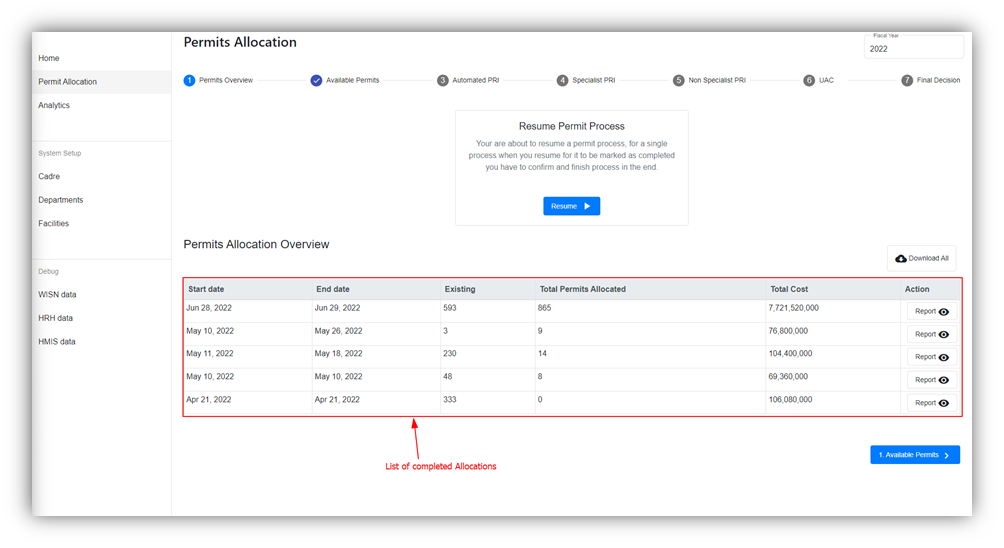 Permits Allocation
Fiscal Year
2022
Home
Permit Allocation
Analytics
System Setup
Cadre
Departments
Facilities
Debug
WISN data
HRH data
HMIS data
1 Permits Overview Available Permits 3 Automated PRI 4 Specialist PRI 5 Non Specialist PRI 6 UAC 7 Final Decision
Resume Permit Process
Your are about to resume a permit process, for a single
process when you resume for it to be marked as completed
you have to confirm and finish process in the end.
Resume
Permits Allocation Overview
Download All
Start date End date Existing Total Permits Allocated Total Cost Action
Jun 28, 2022 Jun 29, 2022 593 865 7,721,520,000 Report
May 10, 2022 May 26, 2022 3 9 76,800,000 Report
May 11, 2022 May 18, 2022 230 14 104,400,000 Report
May 10, 2022 May 10, 2022 48 8 69,360,000 Report
Apr 21, 2022 Apr 21, 2022 333 0 106,080,000 Report
List of completed Allocations
1. Available Permits